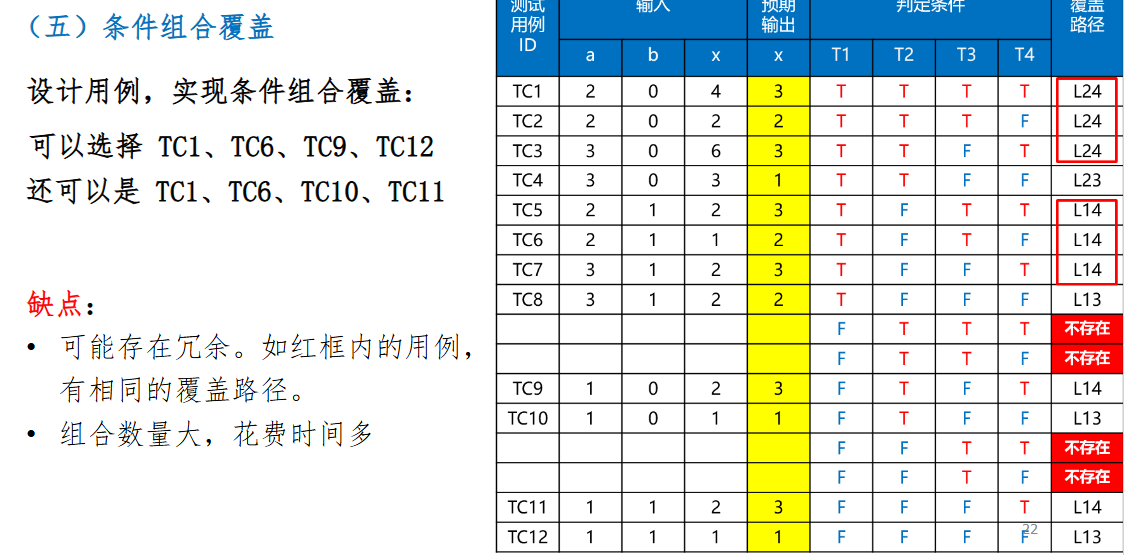 （五）条件组合覆盖
设计用例，实现条件组合覆盖：
可以选择 TC1、TC6、TC9、TC12
还可以是 TC1、TC6、TC10、TC11
缺点：
• 可能存在冗余。如红框内的用例，
有相同的覆盖路径。
• 组合数量大，花费时间多
测试用例ID 输入 预期输出 判定条件 覆盖路径
a b x x T1 T2 T3 T4
TC1 2 0 4 3 T T T T L24
TC2 2 0 2 2 T T T F L24
TC3 3 0 6 3 T T F T L24
TC4 3 0 3 1 T T F F L23
TC5 2 1 2 3 T F T T L14
TC6 2 1 1 2 T F T F L14
TC7 3 1 2 3 T F F T L14
TC8 3 1 2 2 T F F F L13
F T T T 不存在
F T T F 不存在
TC9 1 0 2 3 F T F T L14
TC10 1 0 1 1 F T F F L13
F F T T 不存在
F F T F 不存在
TC11 1 1 2 3 F F F T L14
TC12 1 1 1 1 F F F F L13
22